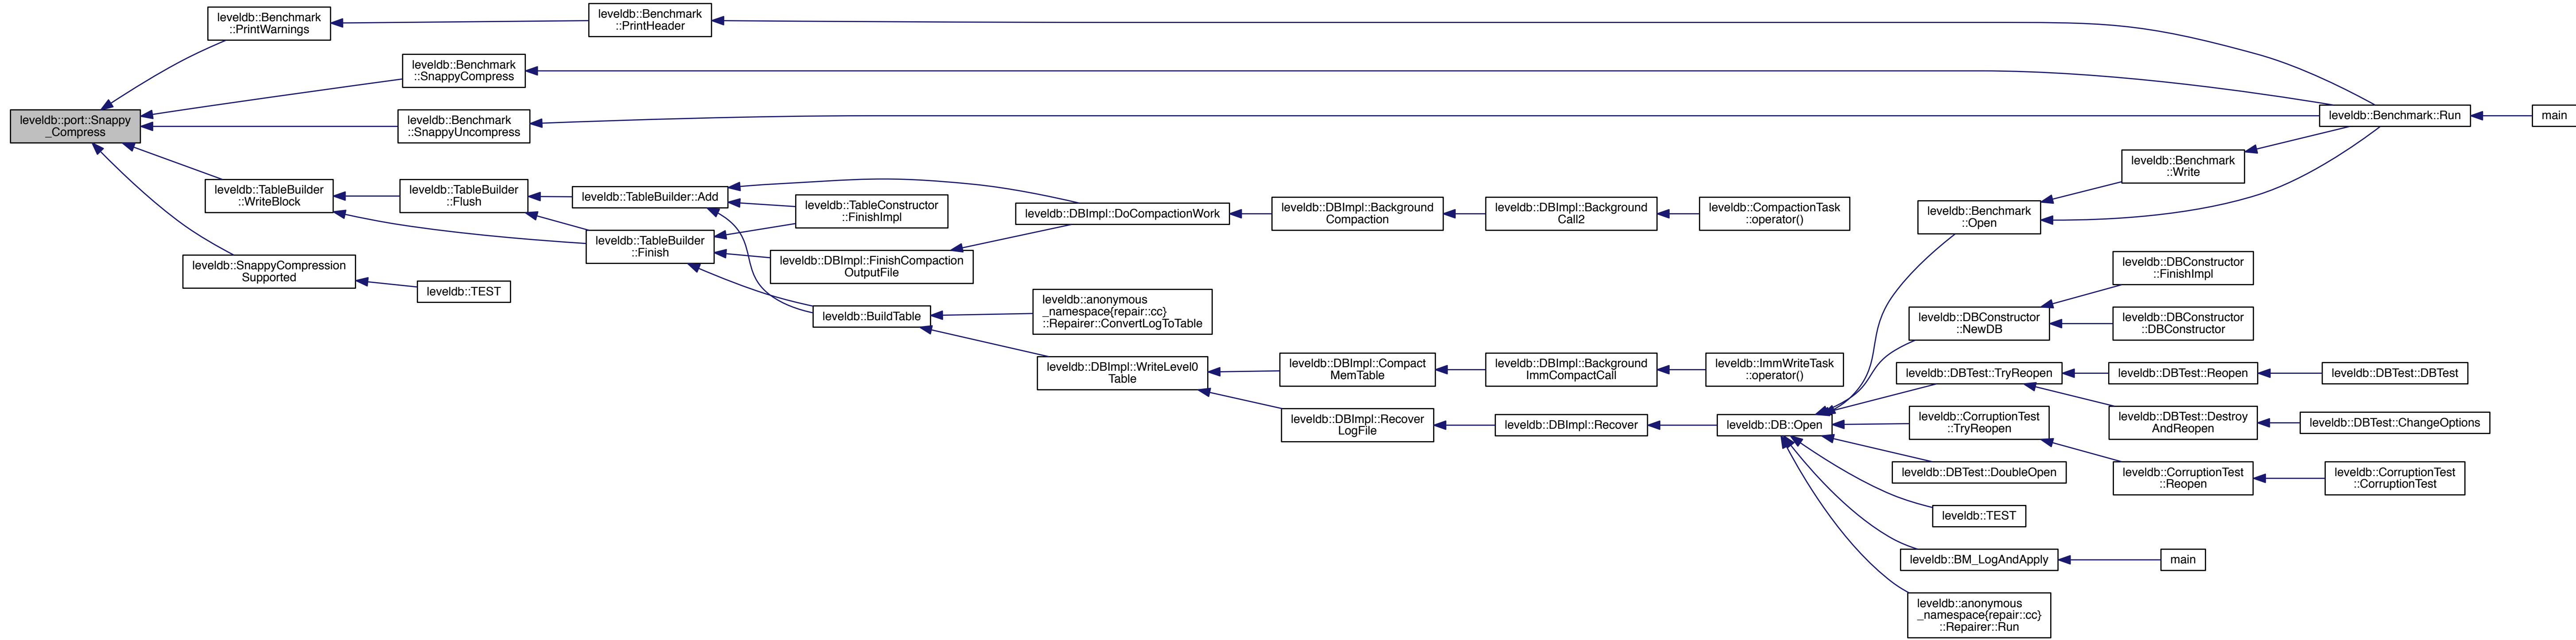 leveldb::port::Snappy
_Compress
leveldb::Benchmark
::PrintWarnings
leveldb::Benchmark
::PrintHeader
leveldb::Benchmark
::SnappyCompress
leveldb::Benchmark
::SnappyUncompress
leveldb::Benchmark::Run
main
leveldb::TableBuilder
::WriteBlock
leveldb::TableBuilder
::Flush
leveldb::TableBuilder::Add
leveldb::TableConstructor
::FinishImpl
leveldb::TableBuilder
::Finish
leveldb::DBImpl::FinishCompaction
OutputFile
leveldb::DBImpl::DoCompactionWork
leveldb::DBImpl::Background
Compaction
leveldb::DBImpl::Background
Call2
leveldb::CompactionTask
::operator()
leveldb::Benchmark
::Write
leveldb::Benchmark
::Open
leveldb::SnappyCompression
Supported
leveldb::TEST
leveldb::BuildTable
leveldb::anonymous
_namespace{repair::cc}
::Repairer::ConvertLogToTable
leveldb::DBImpl::WriteLevel0
Table
leveldb::DBImpl::Compact
MemTable
leveldb::DBImpl::Background
ImmCompactCall
leveldb::ImmWriteTask
::operator()
leveldb::DBImpl::Recover
LogFile
leveldb::DBImpl::Recover
leveldb::DB::Open
leveldb::DBConstructor
::FinishImpl
leveldb::DBConstructor
::NewDB
leveldb::DBConstructor
::DBConstructor
leveldb::DBTest::TryReopen
leveldb::DBTest::Reopen
leveldb::DBTest::DBTest
leveldb::CorruptionTest
::TryReopen
leveldb::DBTest::Destroy
AndReopen
leveldb::DBTest::ChangeOptions
leveldb::DBTest::DoubleOpen
leveldb::CorruptionTest
::Reopen
leveldb::CorruptionTest
::CorruptionTest
leveldb::TEST
leveldb::BM_LogAndApply
main
leveldb::anonymous
_namespace{repair::cc}
::Repairer::Run